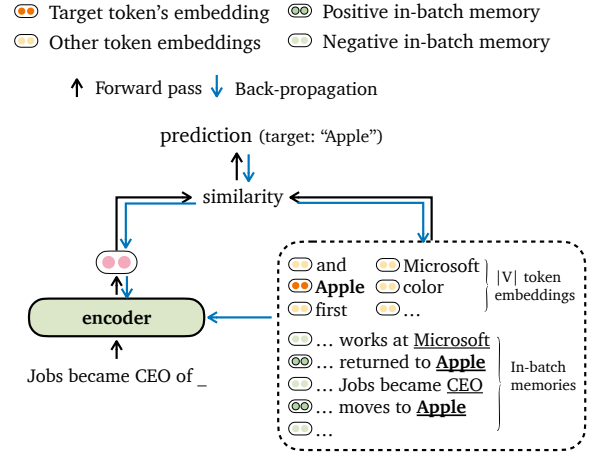 Target token's embedding
Positive in-batch memory
Other token embeddings
Negative in-batch memory
Forward pass
Back-propagation
prediction (target: “Apple”)
similarity
encoder
Jobs became CEO of _
and
Microsoft
Apple
color
first
...
|V| token
embeddings
... works at Microsoft
... returned to Apple
... Jobs became CEO
... moves to Apple
...
In-batch
memories